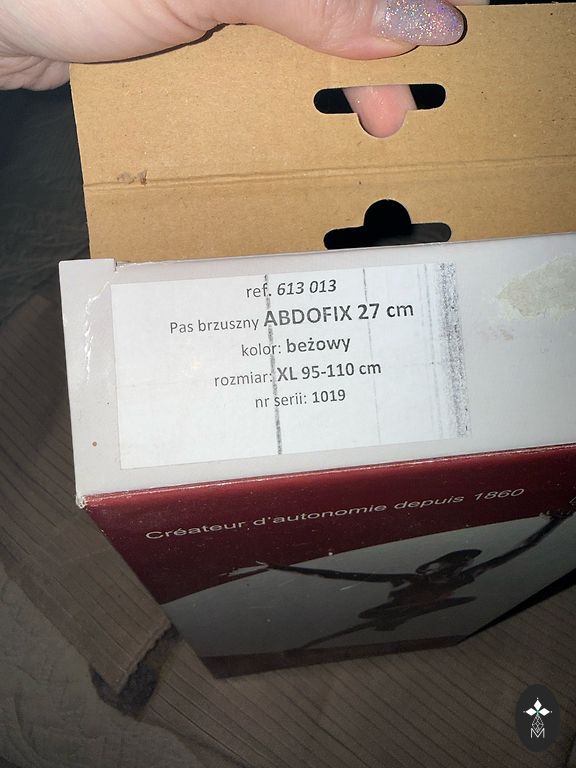 ref. 613 013
Pas brzuszny ABDOFIX 27 cm
kolor: beżowy
rozmiar: XL 95-110 cm
nr serii: 1019
Créateur d'autonomie depuis 1860
M